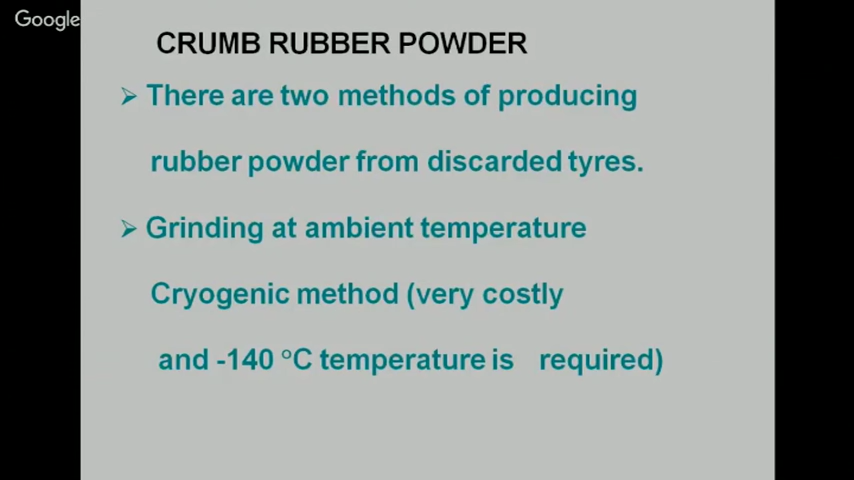 Google
CRUMB RUBBER POWDER
➢ There are two methods of producing
rubber powder from discarded tyres.
➢ Grinding at ambient temperature
Cryogenic method (very costly
and -140 °C temperature is required)